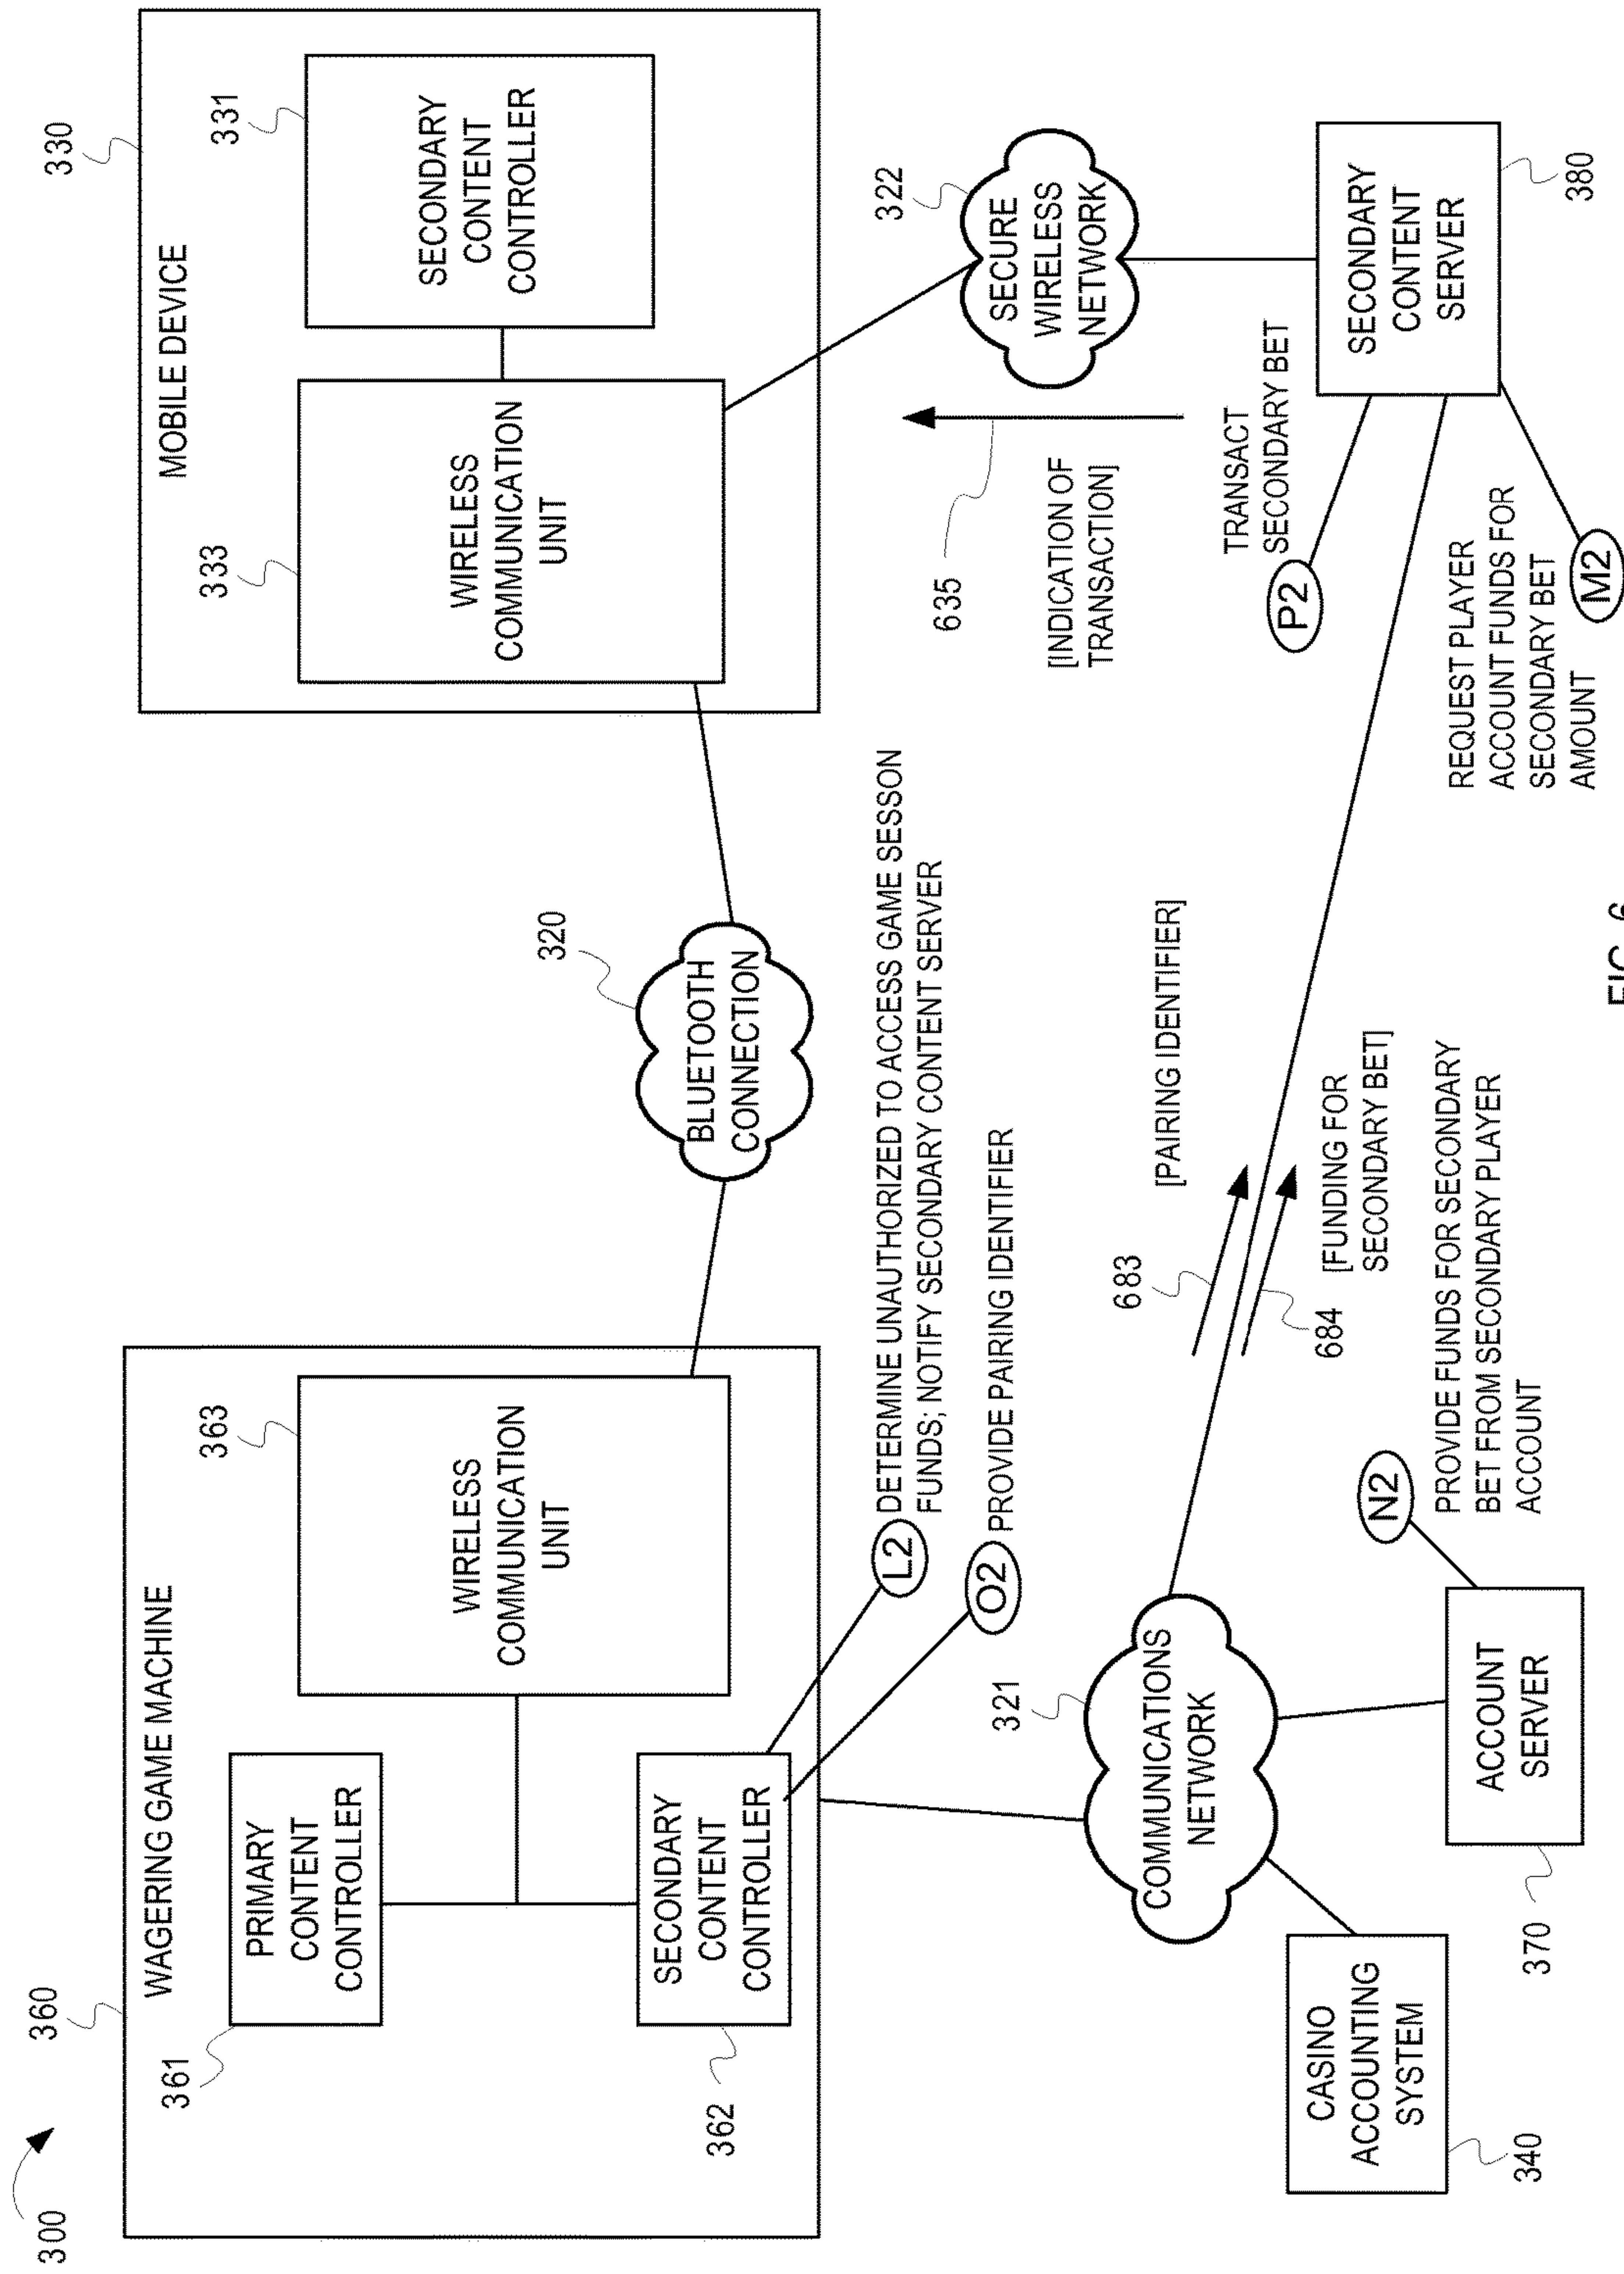 300
360
WAGERING GAME MACHINE
361
PRIMARY
CONTENT
CONTROLLER
362
SECONDARY
CONTENT
CONTROLLER
363
WIRELESS
COMMUNICATION
UNIT
320
BLUETOOTH
CONNECTION
330
MOBILE DEVICE
333
WIRELESS
COMMUNICATION
UNIT
331
SECONDARY
CONTENT
CONTROLLER
L2
DETERMINE UNAUTHORIZED TO ACCESS GAME SESSON
FUNDS; NOTIFY SECONDARY CONTENT SERVER
O2
PROVIDE PAIRING IDENTIFIER
322
SECURE
WIRELESS
NETWORK
635
[INDICATION OF
TRANSACTION]
321
COMMUNICATIONS
NETWORK
683
[PAIRING IDENTIFIER]
684
[FUNDING FOR
SECONDARY BET]
P2
TRANSACT
SECONDARY BET
340
CASINO
ACCOUNTING
SYSTEM
370
ACCOUNT
SERVER
N2
PROVIDE FUNDS FOR SECONDARY
BET FROM SECONDARY PLAYER
ACCOUNT
M2
REQUEST PLAYER
ACCOUNT FUNDS FOR
SECONDARY BET
AMOUNT
SECONDARY
CONTENT
SERVER
380
FIG. 6